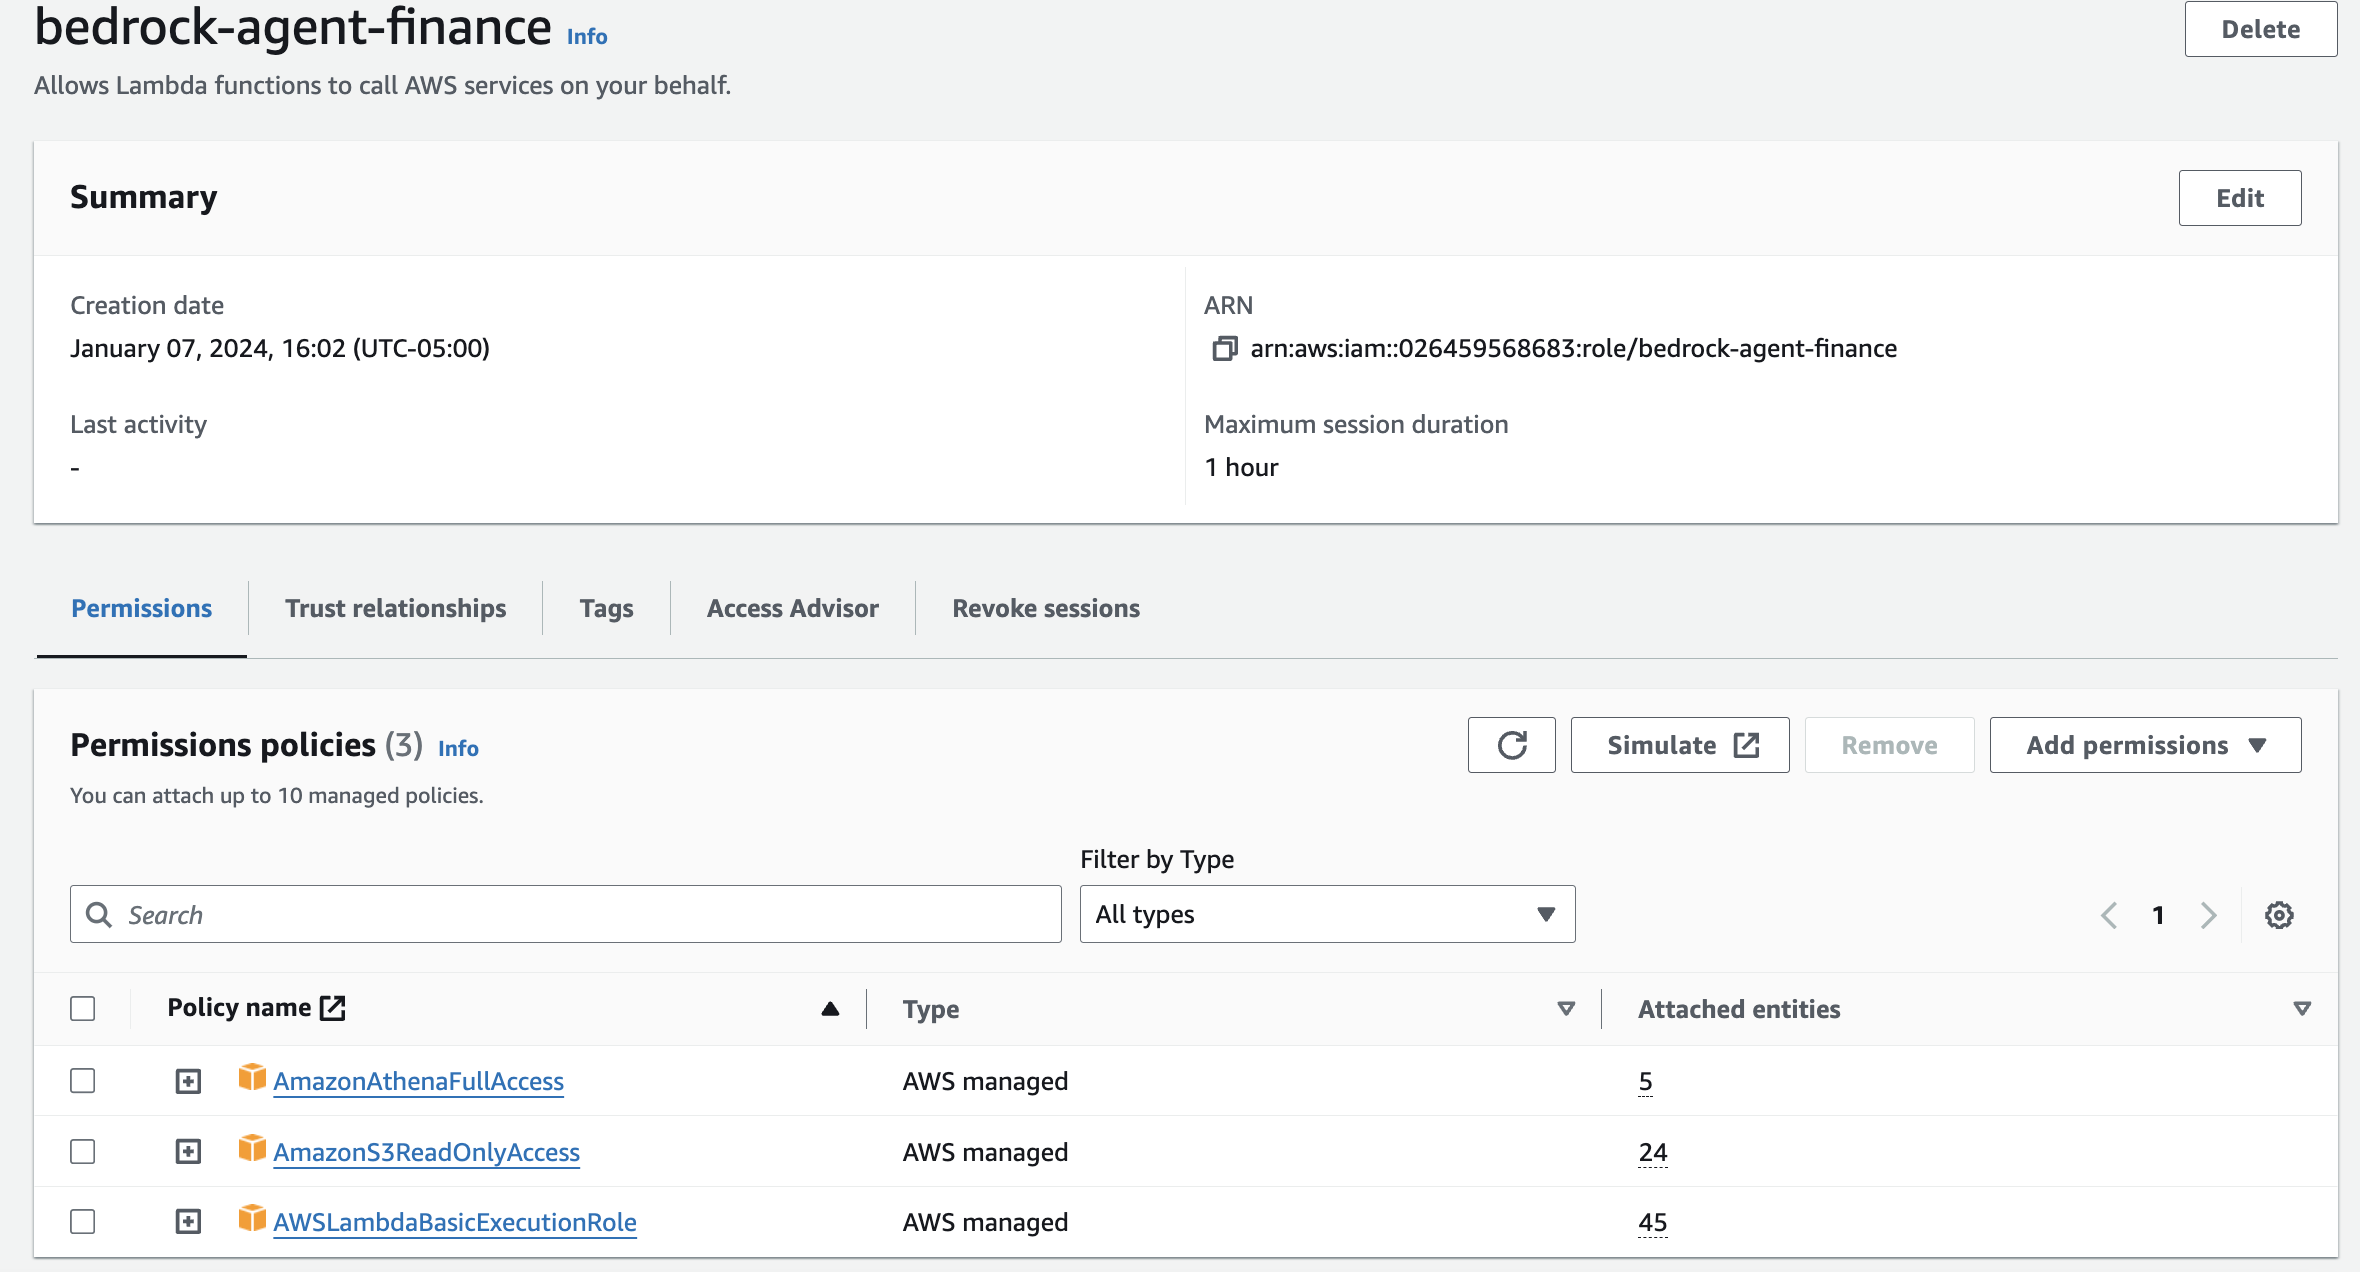 bedrock-agent-finance Info
Delete
Allows Lambda functions to call AWS services on your behalf.
Summary
Edit
Creation date
January 07, 2024, 16:02 (UTC-05:00)
ARN
arn:aws:iam::026459568683:role/bedrock-agent-finance
Last activity
-
Maximum session duration
1 hour
Permissions
Trust relationships
Tags
Access Advisor
Revoke sessions
Permissions policies (3) Info
Simulate
Remove
Add permissions
You can attach up to 10 managed policies.
Filter by Type
Search
All types
1
Policy name
Type
Attached entities
AmazonAthenaFullAccess
AWS managed
5
AmazonS3ReadOnlyAccess
AWS managed
24
AWSLambdaBasicExecutionRole
AWS managed
45